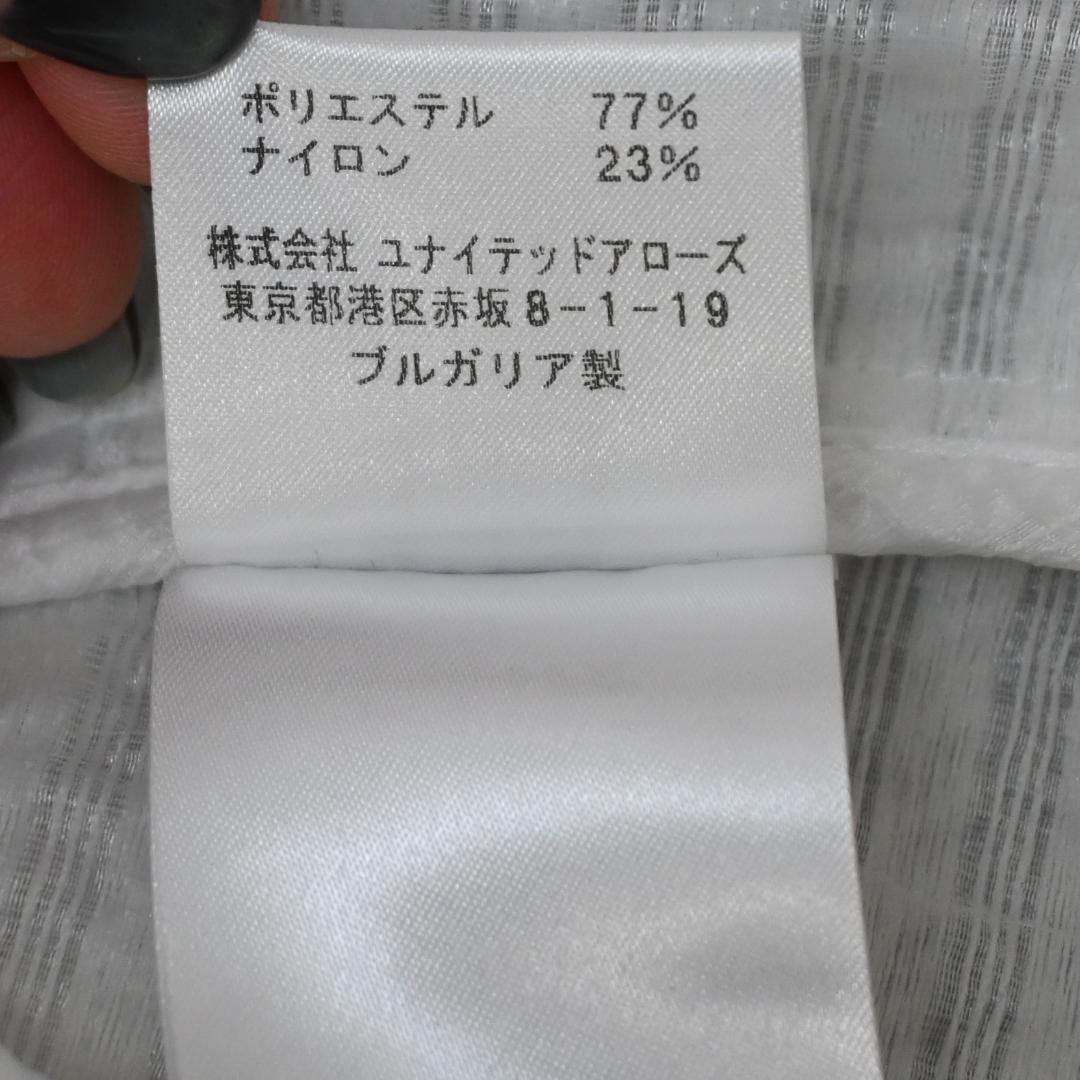 ポリエステル 77%
ナイロン 23%
株式会社 ユナイテッドアローズ
東京都港区赤坂8-1-19
ブルガリア製